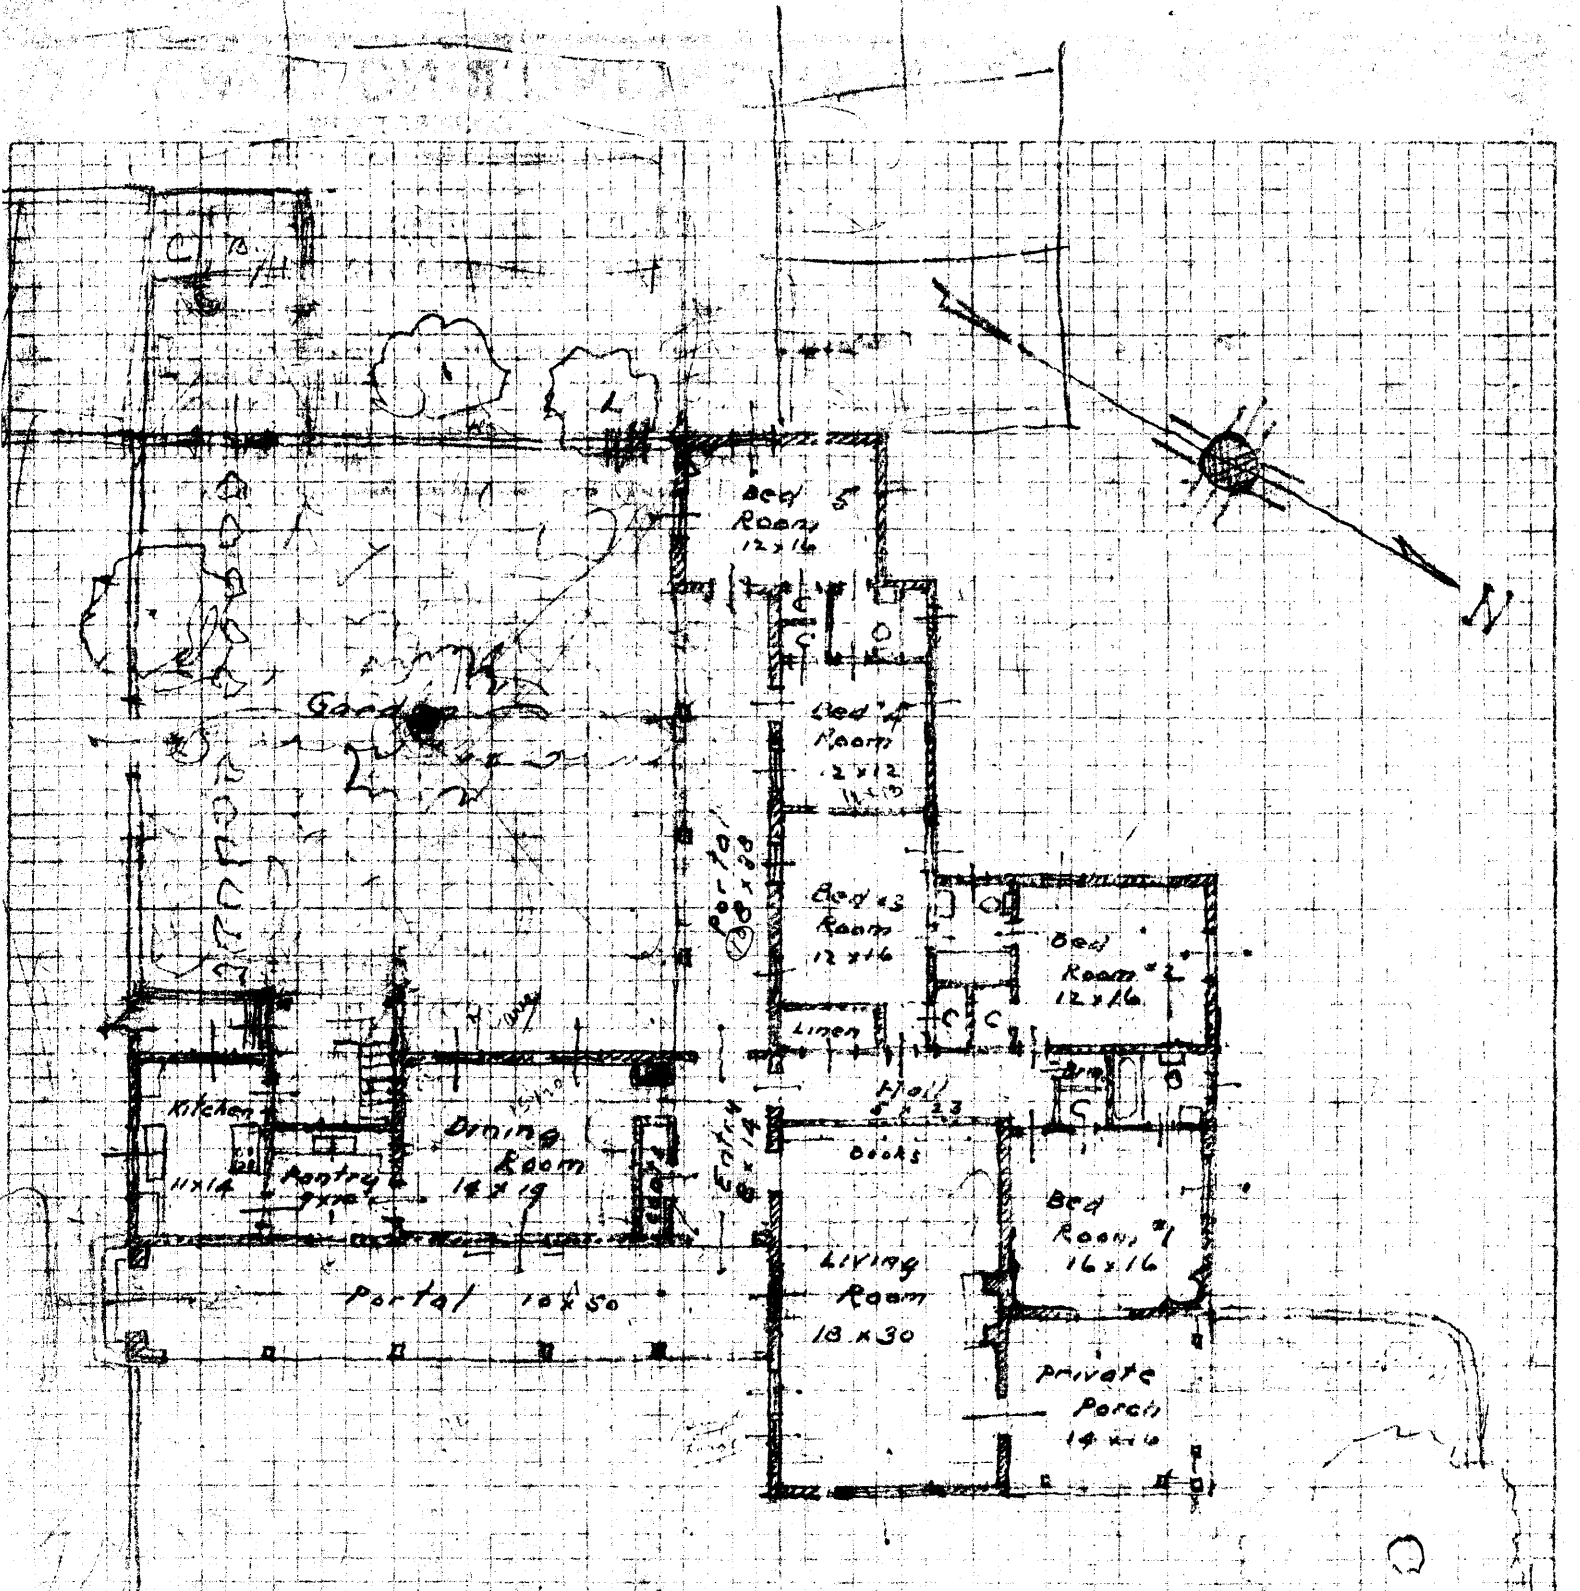 C
B
N
Bed 5
Room
12 x 16
C
C
Bed #4
Room
12 x 12
Garden
Portal
Bed #3
Room
12 x 16
Bed
Room #2
12 x 16
Linen
C
C
Hall
Books
C
Kitchen
11 x 14
Pantry
Dining
Room
14 x 19
Entry
8 x 14
Bed
Room #1
16 x 16
Living
Room
18 x 30
Portal 10 x 50
Private
Porch
14 x 16